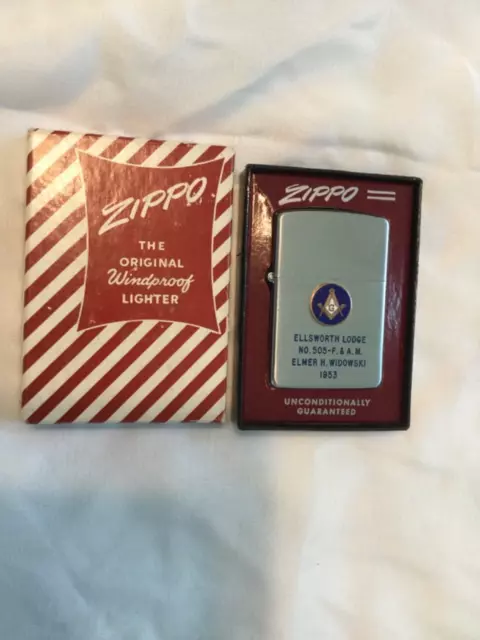 ZIPPO
THE
ORIGINAL
Windproof
LIGHTER
ZIPPO
G
ELLSWORTH LODGE
NO. 505-F. & A. M.
ELMER H. WIDOWSKI
1953
UNCONDITIONALLY
GUARANTEED